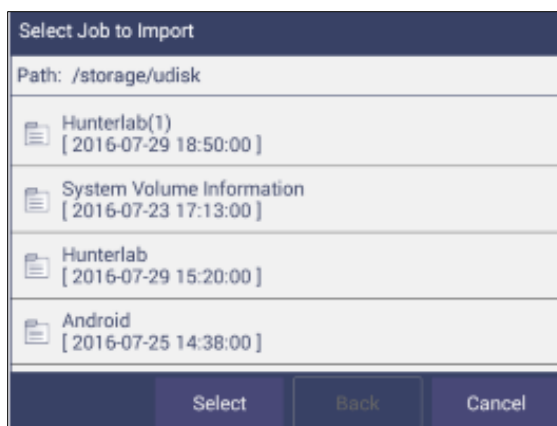 Select Job to Import
Path: /storage/udisk
Hunterlab(1)
[ 2016-07-29 18:50:00 ]
System Volume Information
[ 2016-07-23 17:13:00 ]
Hunterlab
[ 2016-07-29 15:20:00 ]
Android
[ 2016-07-25 14:38:00 ]
Select Back Cancel